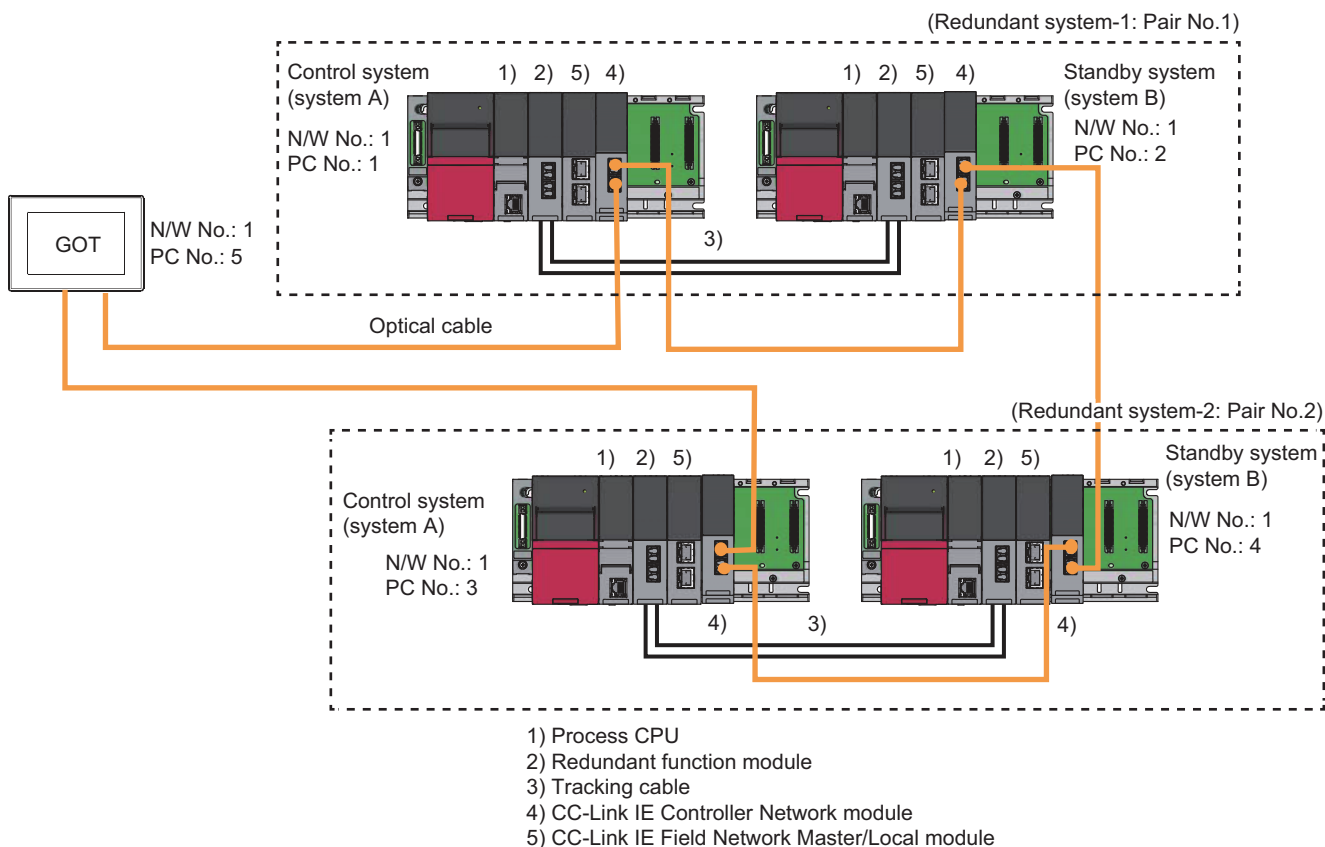 (Redundant system-1: Pair No.1)
Control system
(system A)
N/W No.: 1
PC No.: 1
1) 2) 5) 4)
1) 2) 5) 4)
Standby system
(system B)
N/W No.: 1
PC No.: 2
3)
GOT
N/W No.: 1
PC No.: 5
Optical cable
(Redundant system-2: Pair No.2)
Control system
(system A)
N/W No.: 1
PC No.: 3
1) 2) 5)
1) 2) 5)
Standby system
(system B)
N/W No.: 1
PC No.: 4
4)
3)
4)
1) Process CPU
2) Redundant function module
3) Tracking cable
4) CC-Link IE Controller Network module
5) CC-Link IE Field Network Master/Local module